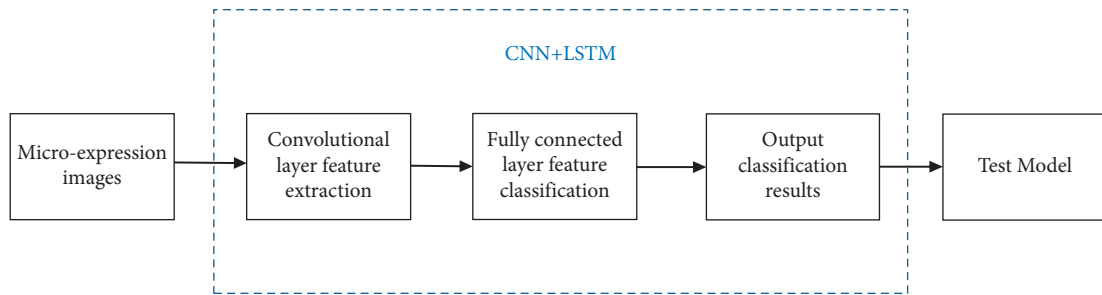 CNN+LSTM
Micro-expression
images
Convolutional
layer feature
extraction
Fully connected
layer feature
classification
Output
classification
results
Test Model